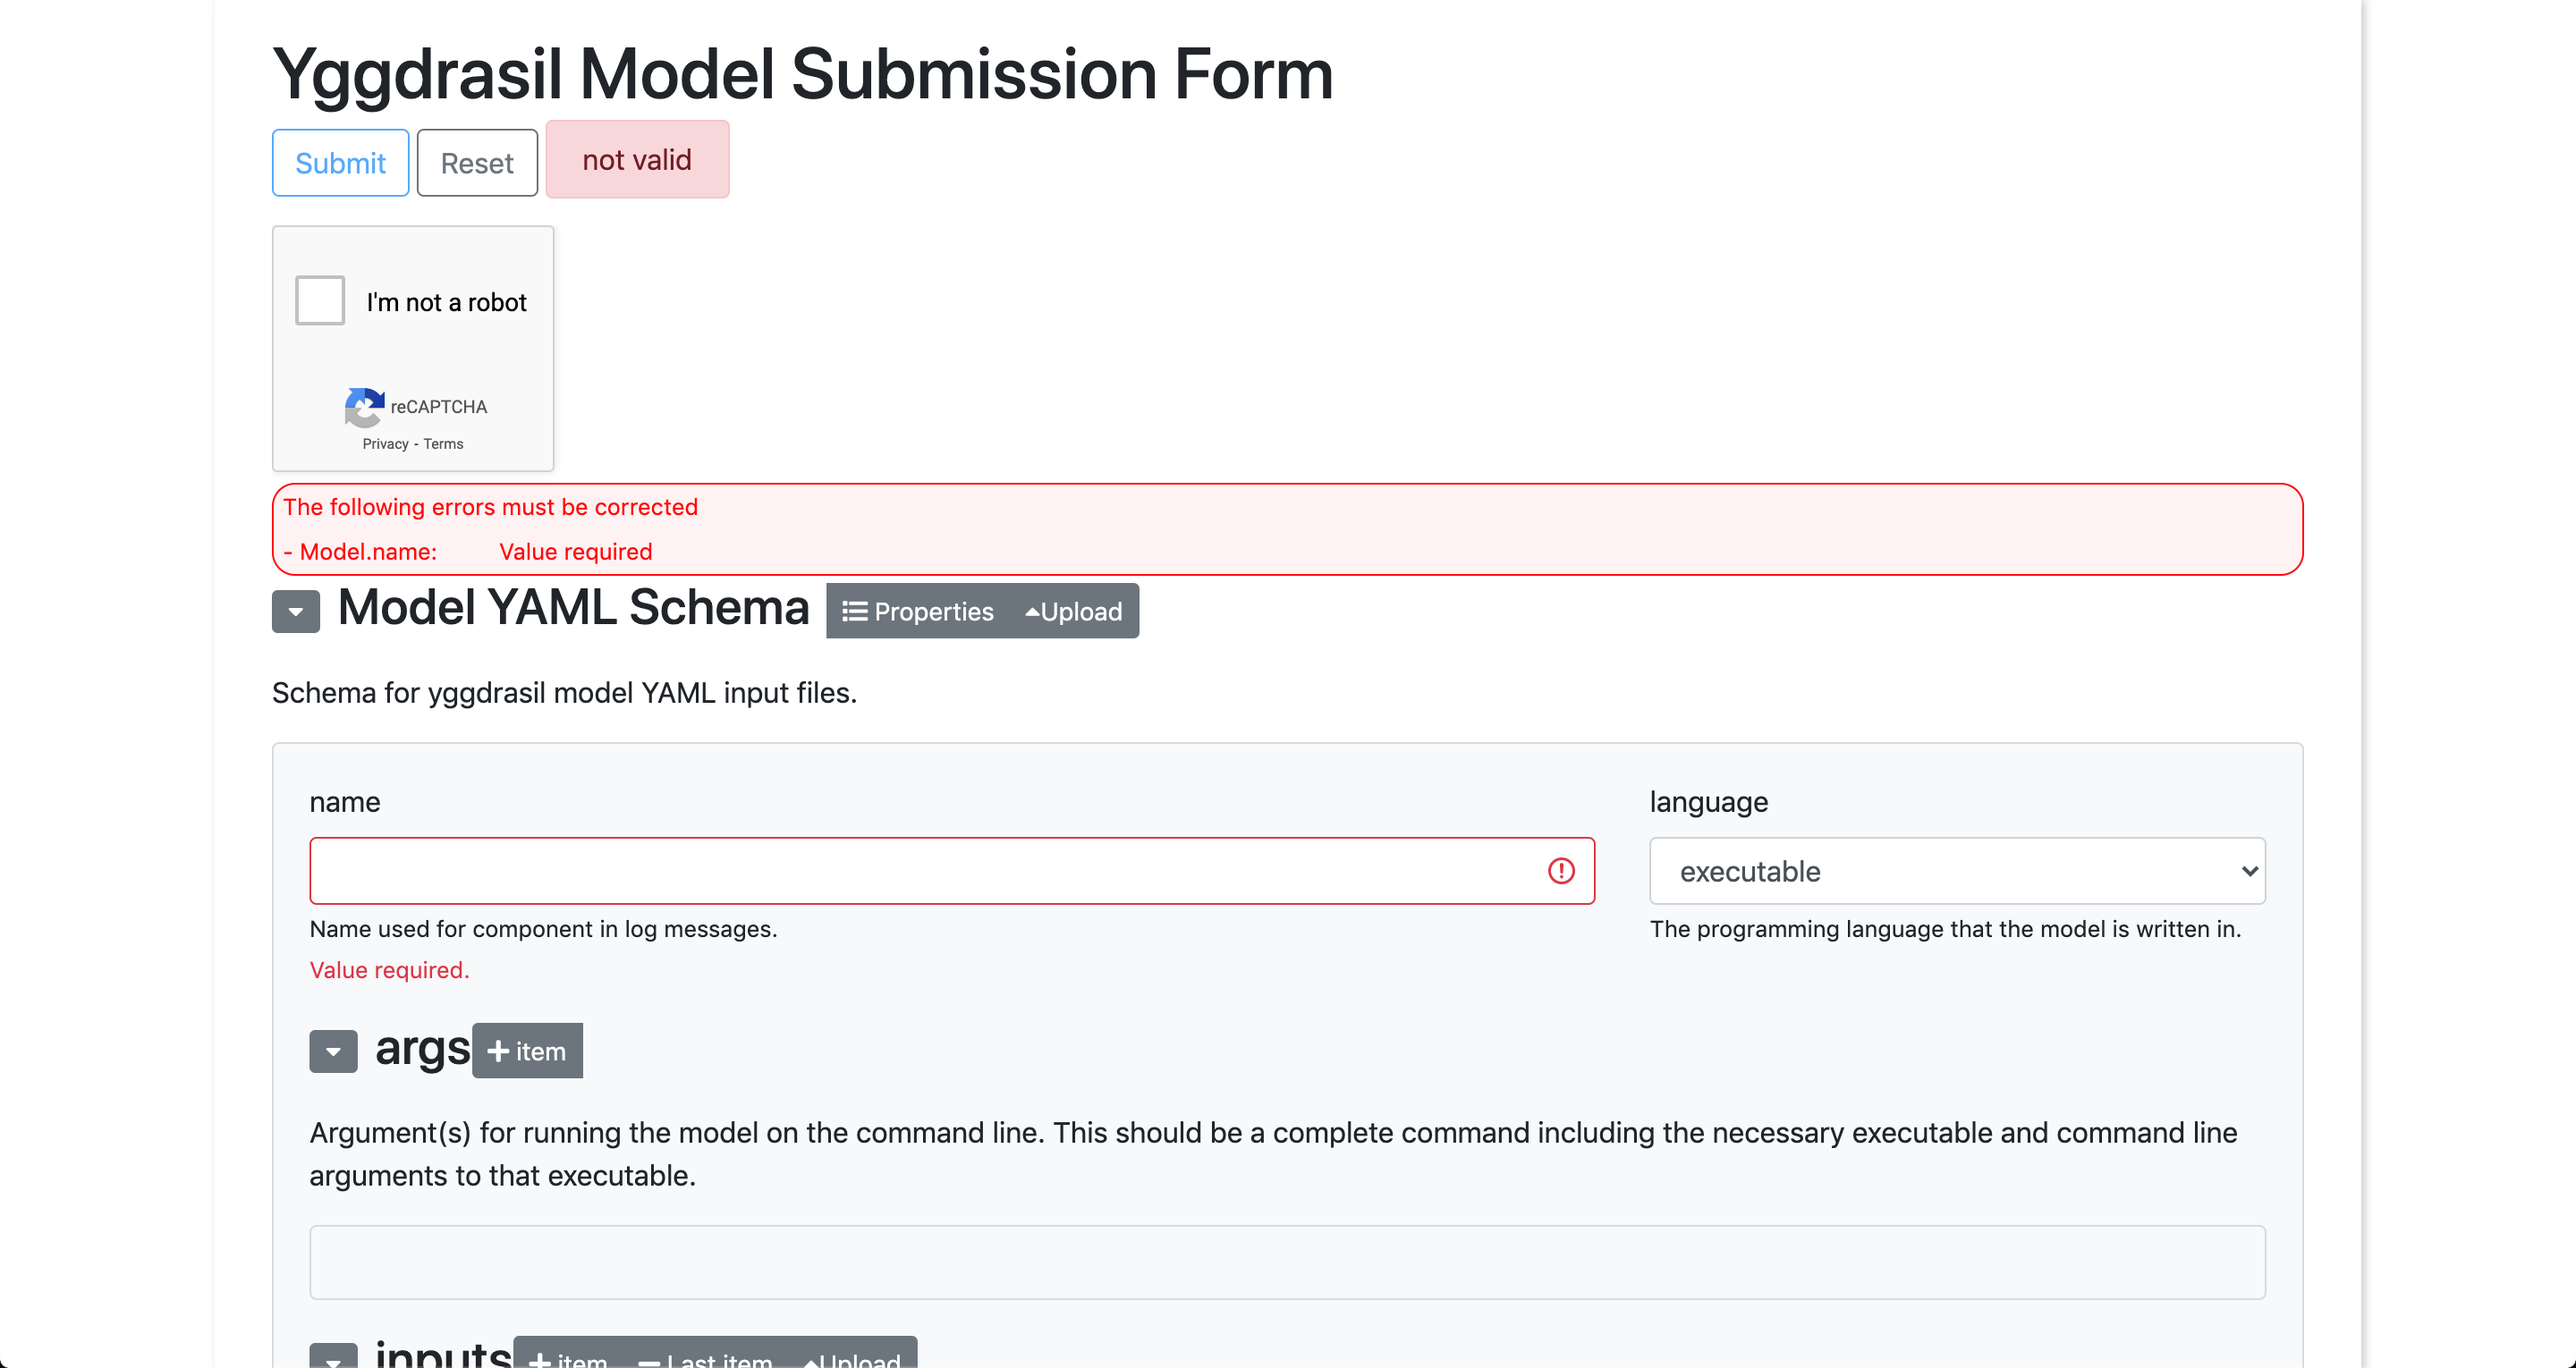 Yggdrasil Model Submission Form
Submit Reset not valid
I'm not a robot
reCAPTCHA
Privacy - Terms
The following errors must be corrected
- Model.name: Value required
Model YAML Schema Properties Upload
Schema for yggdrasil model YAML input files.
name language
executable
Name used for component in log messages. The programming language that the model is written in.
Value required.
args item
Argument(s) for running the model on the command line. This should be a complete command including the necessary executable and command line
arguments to that executable.
inputs item Last item Upload